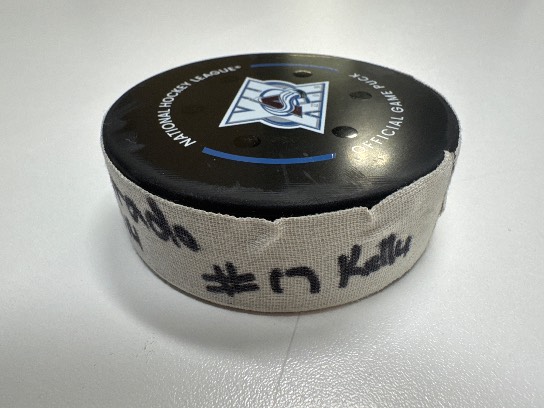 NATIONAL HOCKEY LEAGUE®
OFFICIAL GAME PUCK
#17 Kelly